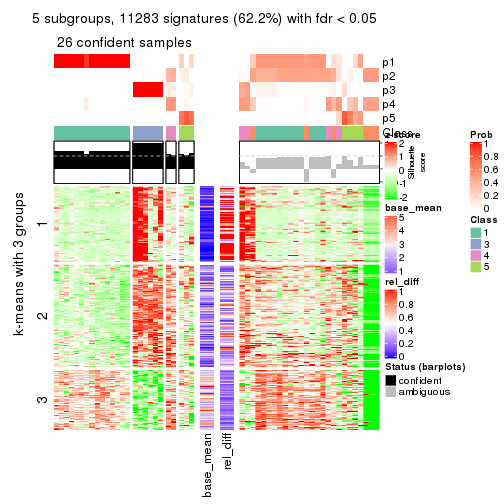 5 subgroups, 11283 signatures (62.2%) with fdr < 0.05
26 confident samples
p1
p2
p3
p4
p5
Class
Silhouette
score
k-means with 3 groups
1
2
3
base_mean
rel_diff
z-score
2
1
0
-1
-2
base_mean
5
4
3
2
1
rel_diff
1
0.8
0.6
0.4
0.2
0
Status (barplots)
confident
ambiguous
Prob
1
0.8
0.6
0.4
0.2
0
Class
1
3
4
5